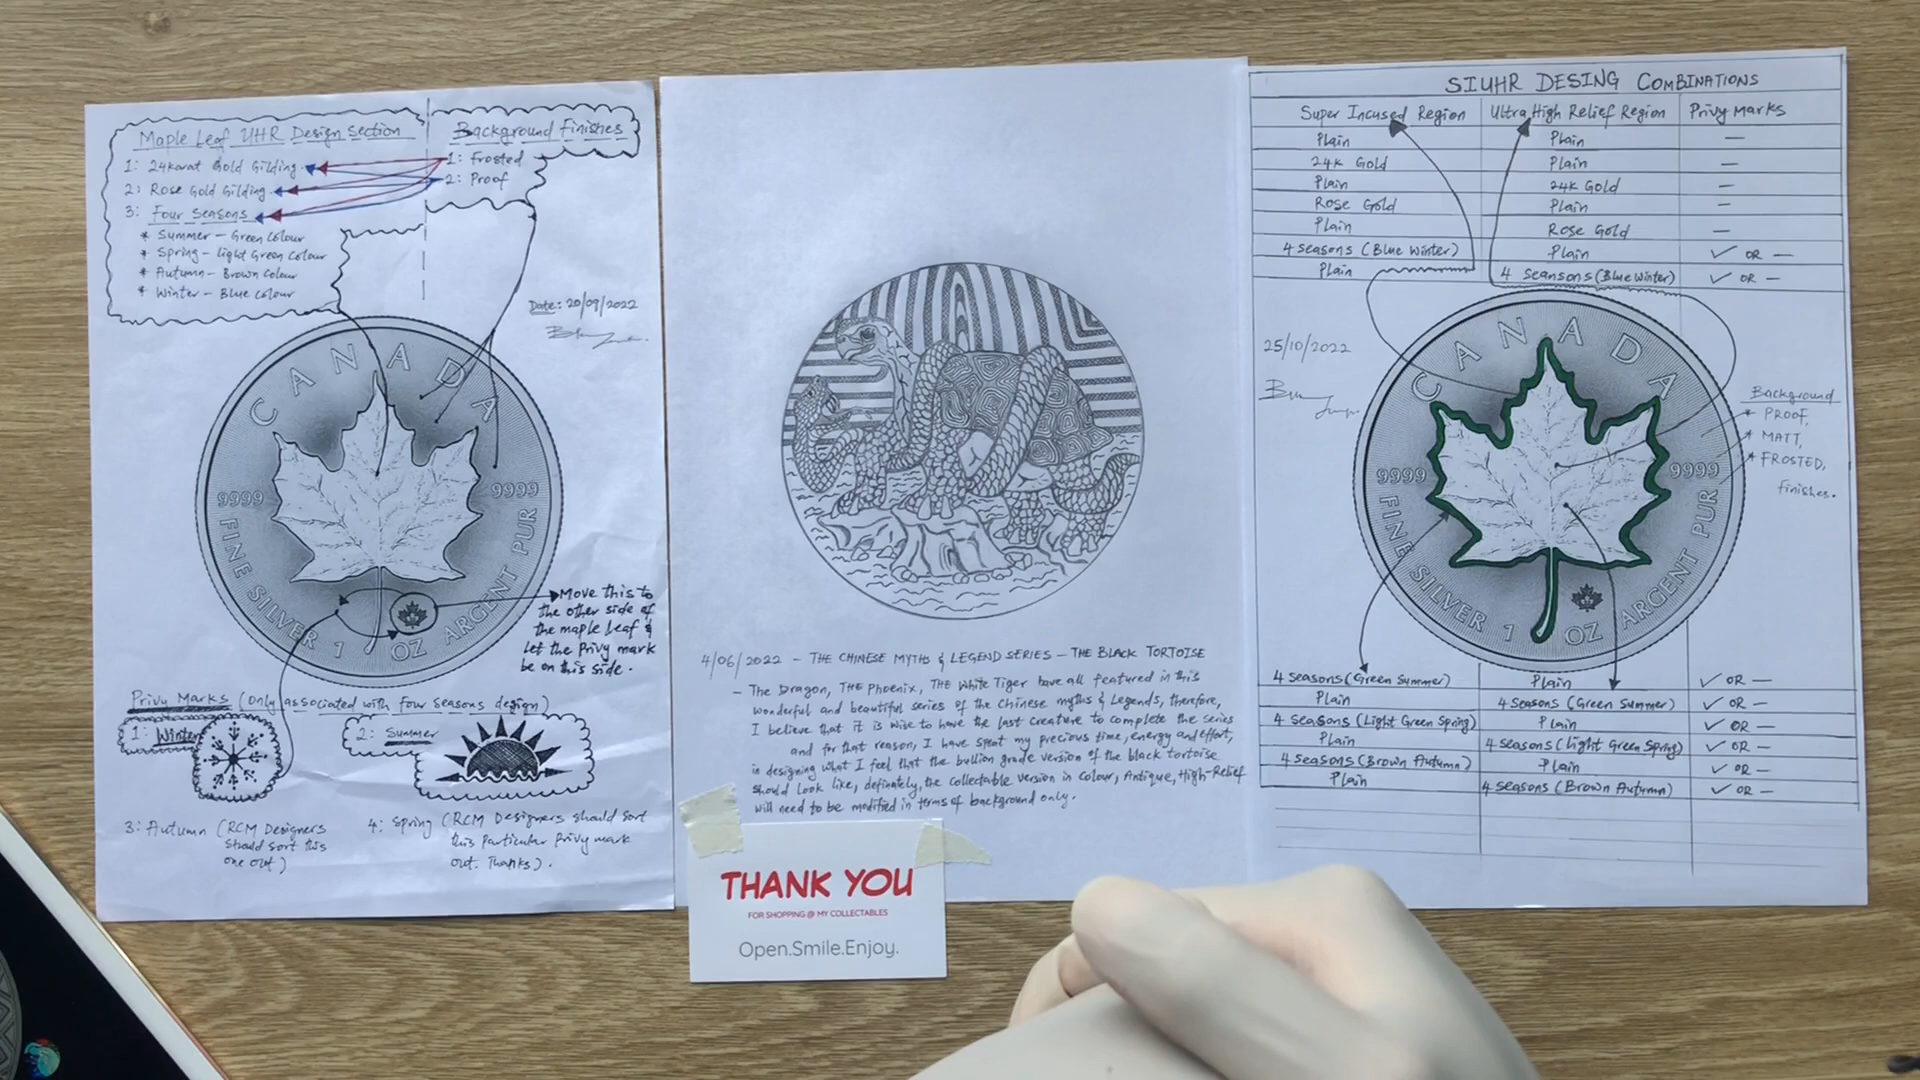 Maple Leaf UHR Design Section
1: 24karat Gold Gilding
2: Rose Gold Gilding
3: Four Seasons
* Summer – Green Colour
* Spring – light Green Colour
* Autumn – Brown Colour
* Winter – Blue Colour
Background Finishes
1: Frosted
2: Proof
Date: 20/09/2022
CANADA
9999
9999
FINE SILVER 1 OZ ARGENT PUR
Move this to
the other side of
the maple leaf &
let the Privy mark
be on this side.
Privy Marks (only associated with four seasons design)
1: Winter
2: Summer
3: Autumn (RCM Designers
should sort this
one out)
4: Spring (RCM Designers should sort
this particular Privy mark
out. Thanks).
4/06/2022 – THE CHINESE MYTHS & LEGEND SERIES – THE BLACK TORTOISE
– The Dragon, THE Phoenix, THE White Tiger have all featured in this
wonderful and beautiful series of the Chinese myths & Legends, therefore,
I believe that it is wise to have the last creature to complete the series
and for that reason, I have spent my precious time, energy and effort,
in designing what I feel that the bullion grade version of the black tortoise
should look like, definately, the collectable version in colour, Antique, High-Relief
will need to be modified in terms of background only.
THANK YOU
FOR SHOPPING @ MY COLLECTABLES
Open.Smile.Enjoy.
SIUHR DESING COMBINATIONS
Super Incused Region Ultra High Relief Region Privy Marks
Plain Plain —
24K Gold Plain —
Plain 24K Gold —
Rose Gold Plain —
Plain Rose Gold —
4 seasons (Blue Winter) Plain ✓ OR —
Plain 4 seansons (Blue Winter) ✓ OR —
25/10/2022
CANADA
9999
9999
FINE SILVER 1 OZ ARGENT PUR
Background
* PROOF,
* MATT,
* FROSTED,
finishes.
4 seasons (Green Summer) Plain ✓ OR —
Plain 4 seasons (Green Summer) ✓ OR —
4 seasons (Light Green Spring) Plain ✓ OR —
Plain 4 seasons (Light Green Spring) ✓ OR —
4 seasons (Brown Autumn) Plain ✓ OR —
Plain 4 seasons (Brown Autumn) ✓ OR —